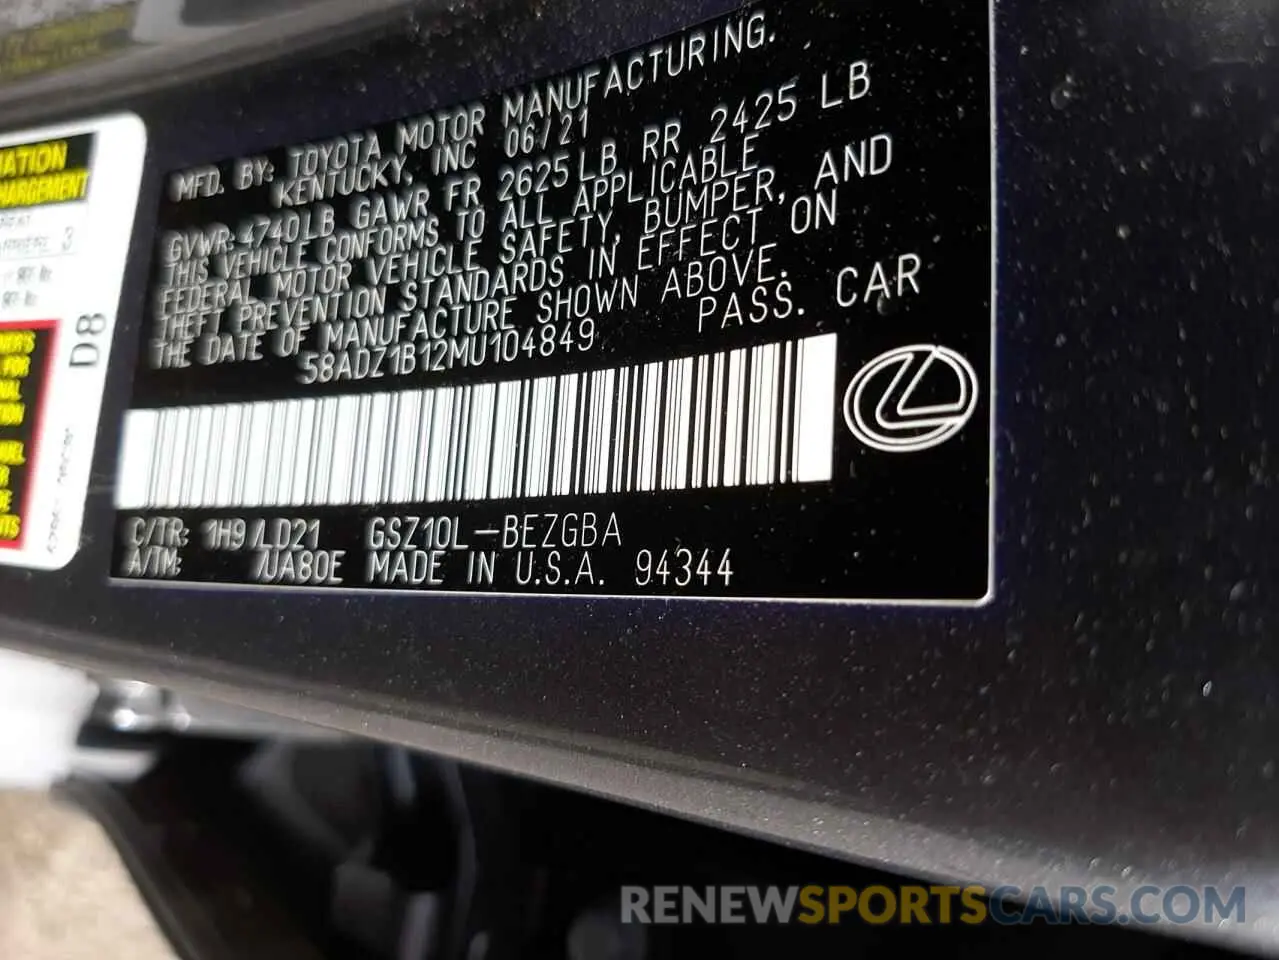 MFD. BY: TOYOTA MOTOR MANUFACTURING.
KENTUCKY, INC 06/21
GVWR: 4740LB GAWR FR 2625LB RR 2425 LB
THIS VEHICLE CONFORMS TO ALL APPLICABLE
FEDERAL MOTOR VEHICLE SAFETY, BUMPER, AND
THEFT PREVENTION STANDARDS IN EFFECT ON
THE DATE OF MANUFACTURE SHOWN ABOVE.
58ADZ1B12MU104849 PASS. CAR
C/TR: 1H9/LD21 GSZ10L-BEZGBA
A/TM: /UA80E MADE IN U.S.A. 94344
D8
3
RENEWSPORTSCARS.COM